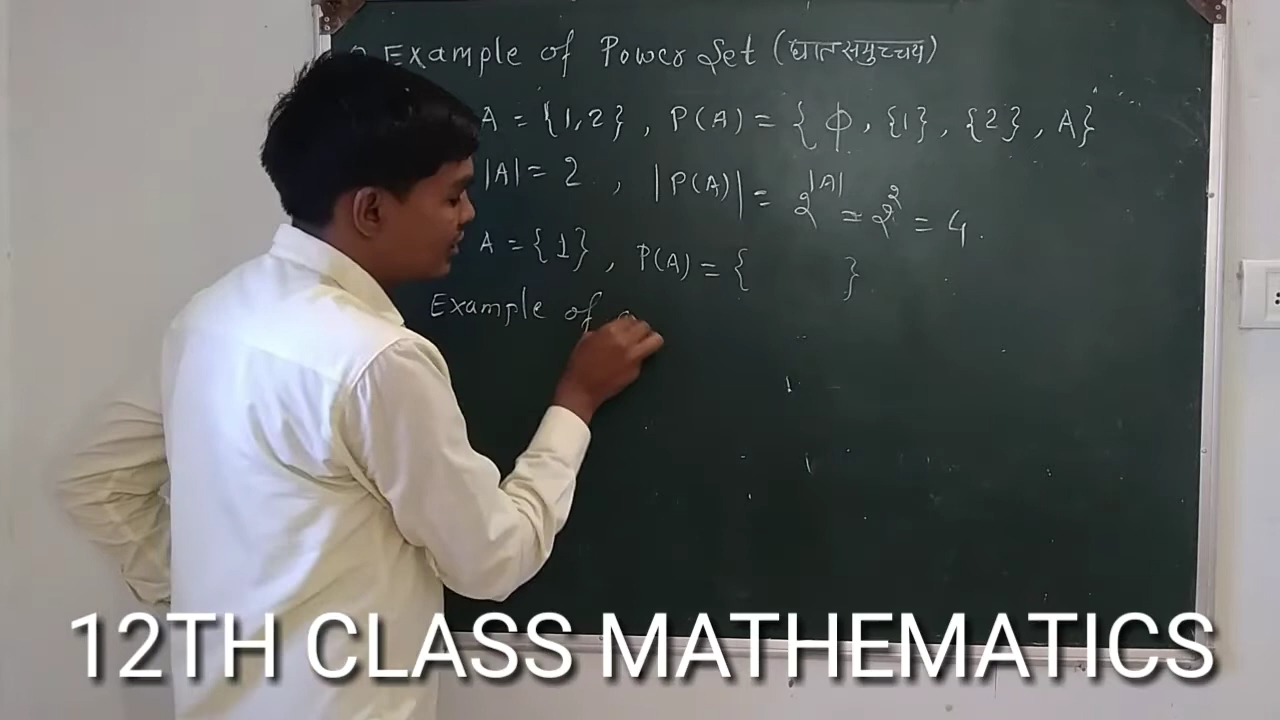 Example of Power Set (घातसमुच्चय)
A = {1,2} , P(A) = { ϕ, {1}, {2}, A}
|A| = 2 , |P(A)| = 2^|A| = 2^2 = 4.
A = {1} , P(A) = { }
Example of
12TH CLASS MATHEMATICS